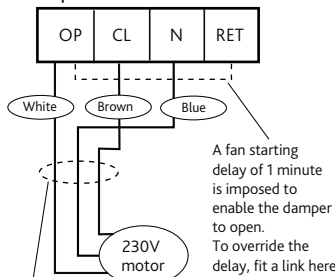 OP CL N RET
White Brown Blue
A fan starting
delay of 1 minute
is imposed to
enable the damper
to open.
To override the
delay, fit a link here
230V
motor